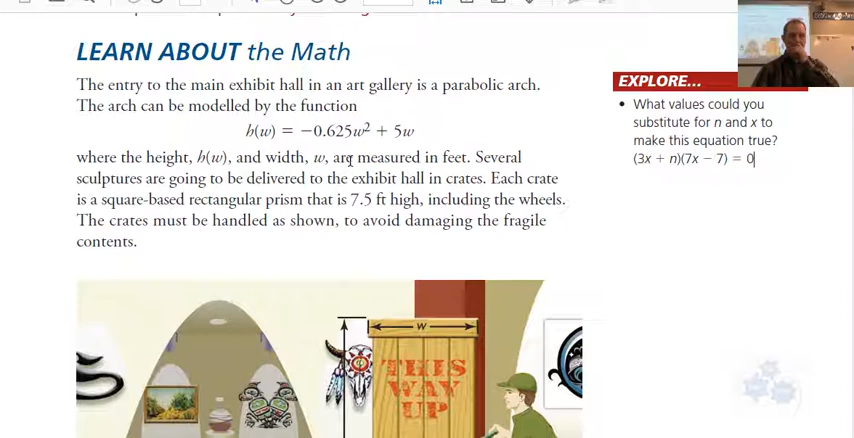 LEARN ABOUT the Math
The entry to the main exhibit hall in an art gallery is a parabolic arch.
The arch can be modelled by the function
h(w) = −0.625w² + 5w
where the height, h(w), and width, w, are measured in feet. Several
sculptures are going to be delivered to the exhibit hall in crates. Each crate
is a square-based rectangular prism that is 7.5 ft high, including the wheels.
The crates must be handled as shown, to avoid damaging the fragile
contents.
EXPLORE...
• What values could you
substitute for n and x to
make this equation true?
(3x + n)(7x − 7) = 0
w
THIS
WAY
UP